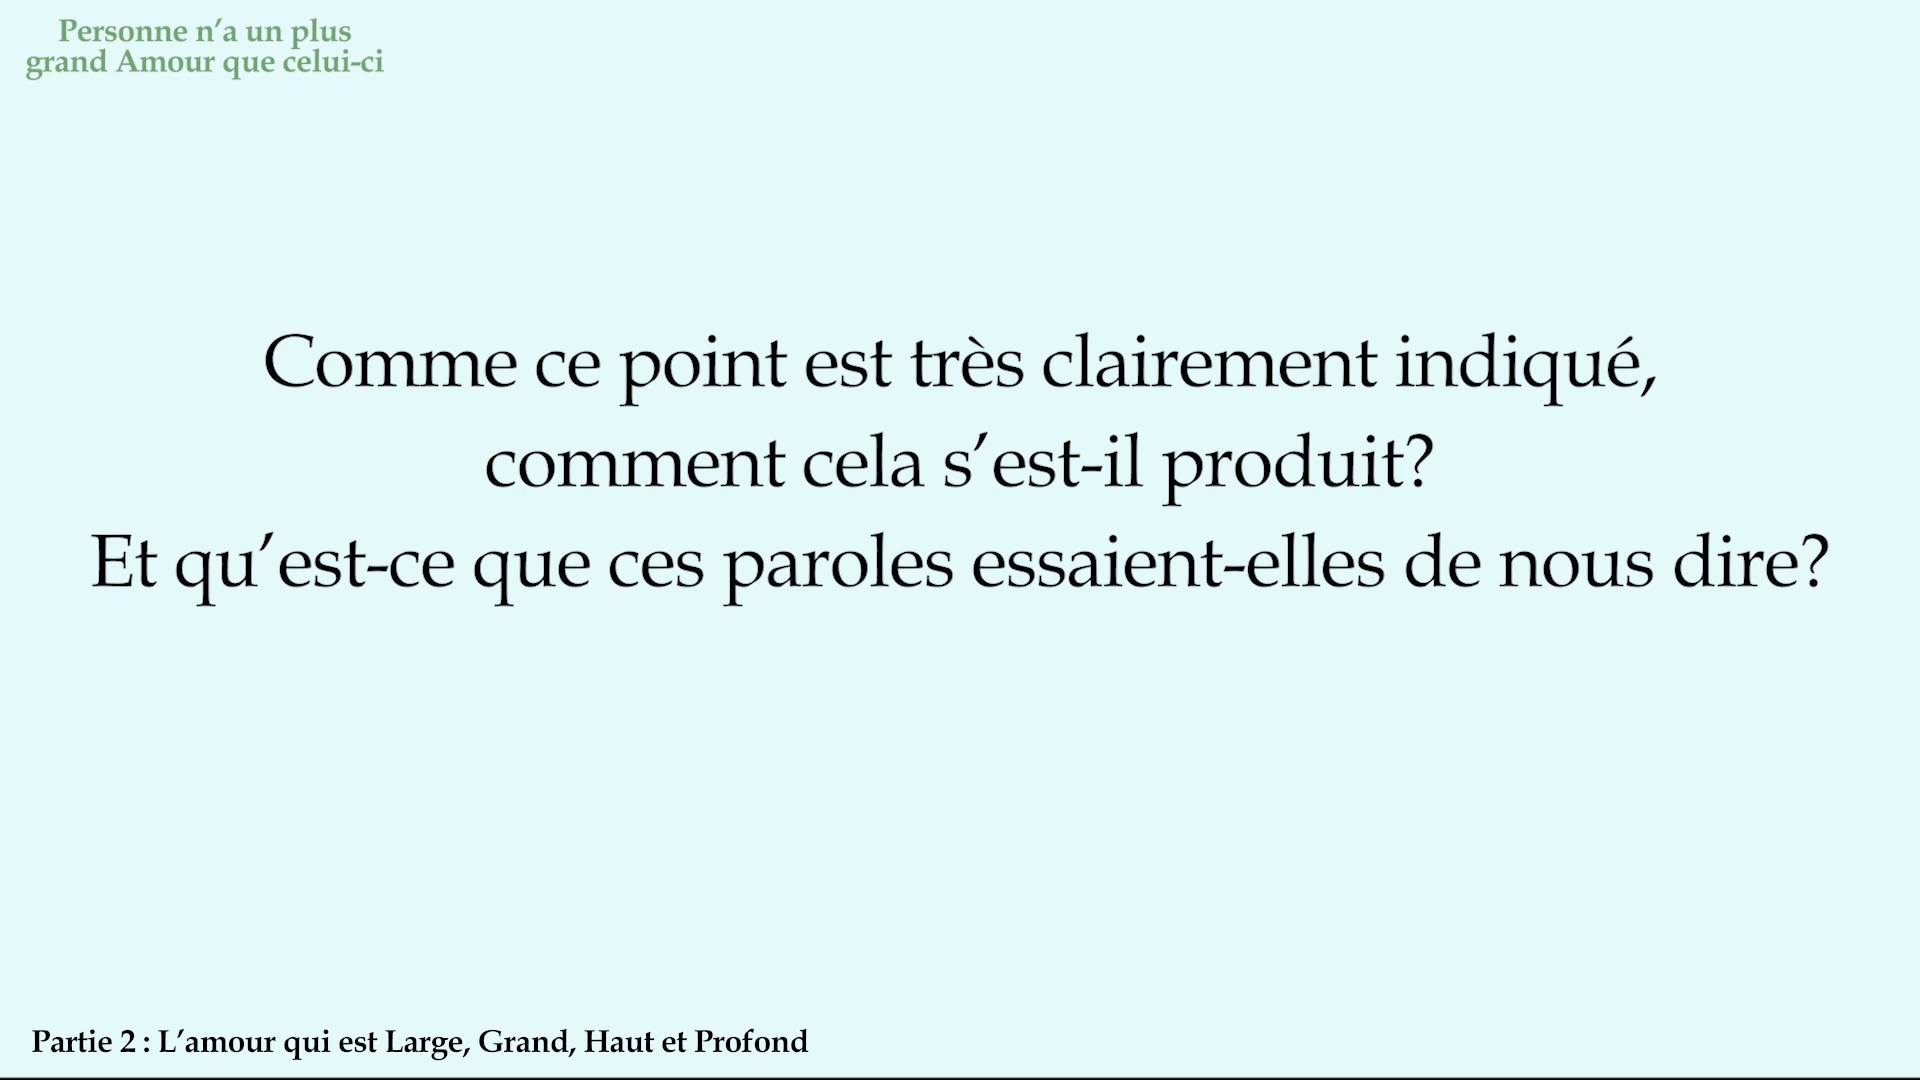 Personne n’a un plus
grand Amour que celui-ci
Comme ce point est très clairement indiqué,
comment cela s’est-il produit?
Et qu’est-ce que ces paroles essaient-elles de nous dire?
Partie 2 : L’amour qui est Large, Grand, Haut et Profond